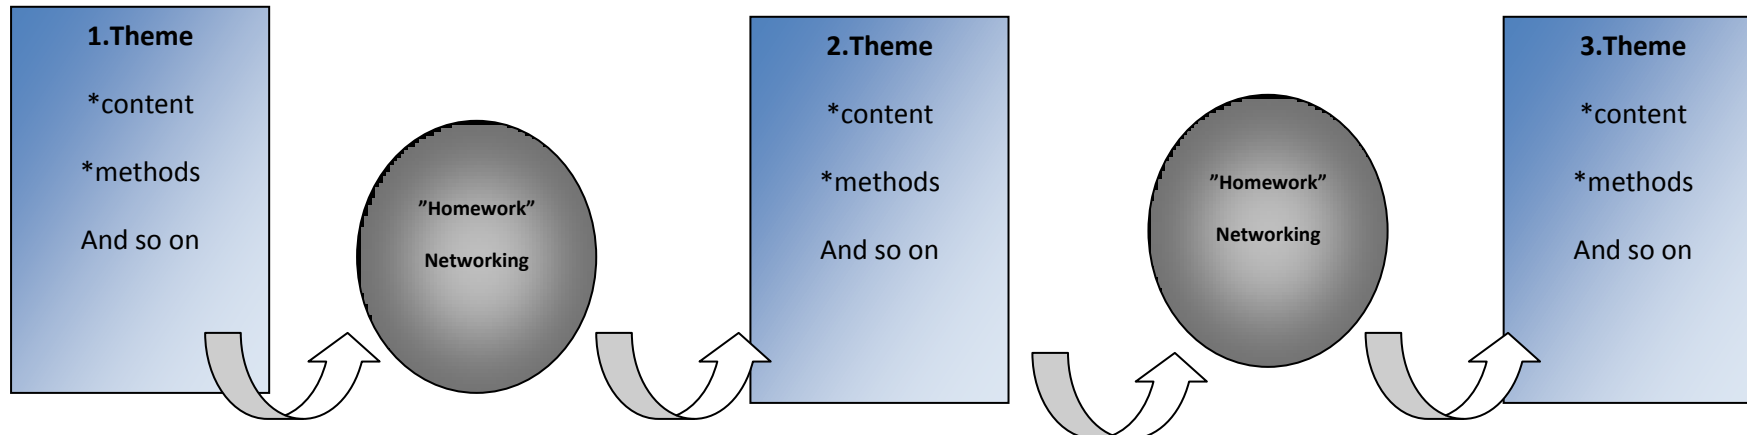 1.Theme
*content
*methods
And so on
”Homework”
Networking
2.Theme
*content
*methods
And so on
”Homework”
Networking
3.Theme
*content
*methods
And so on